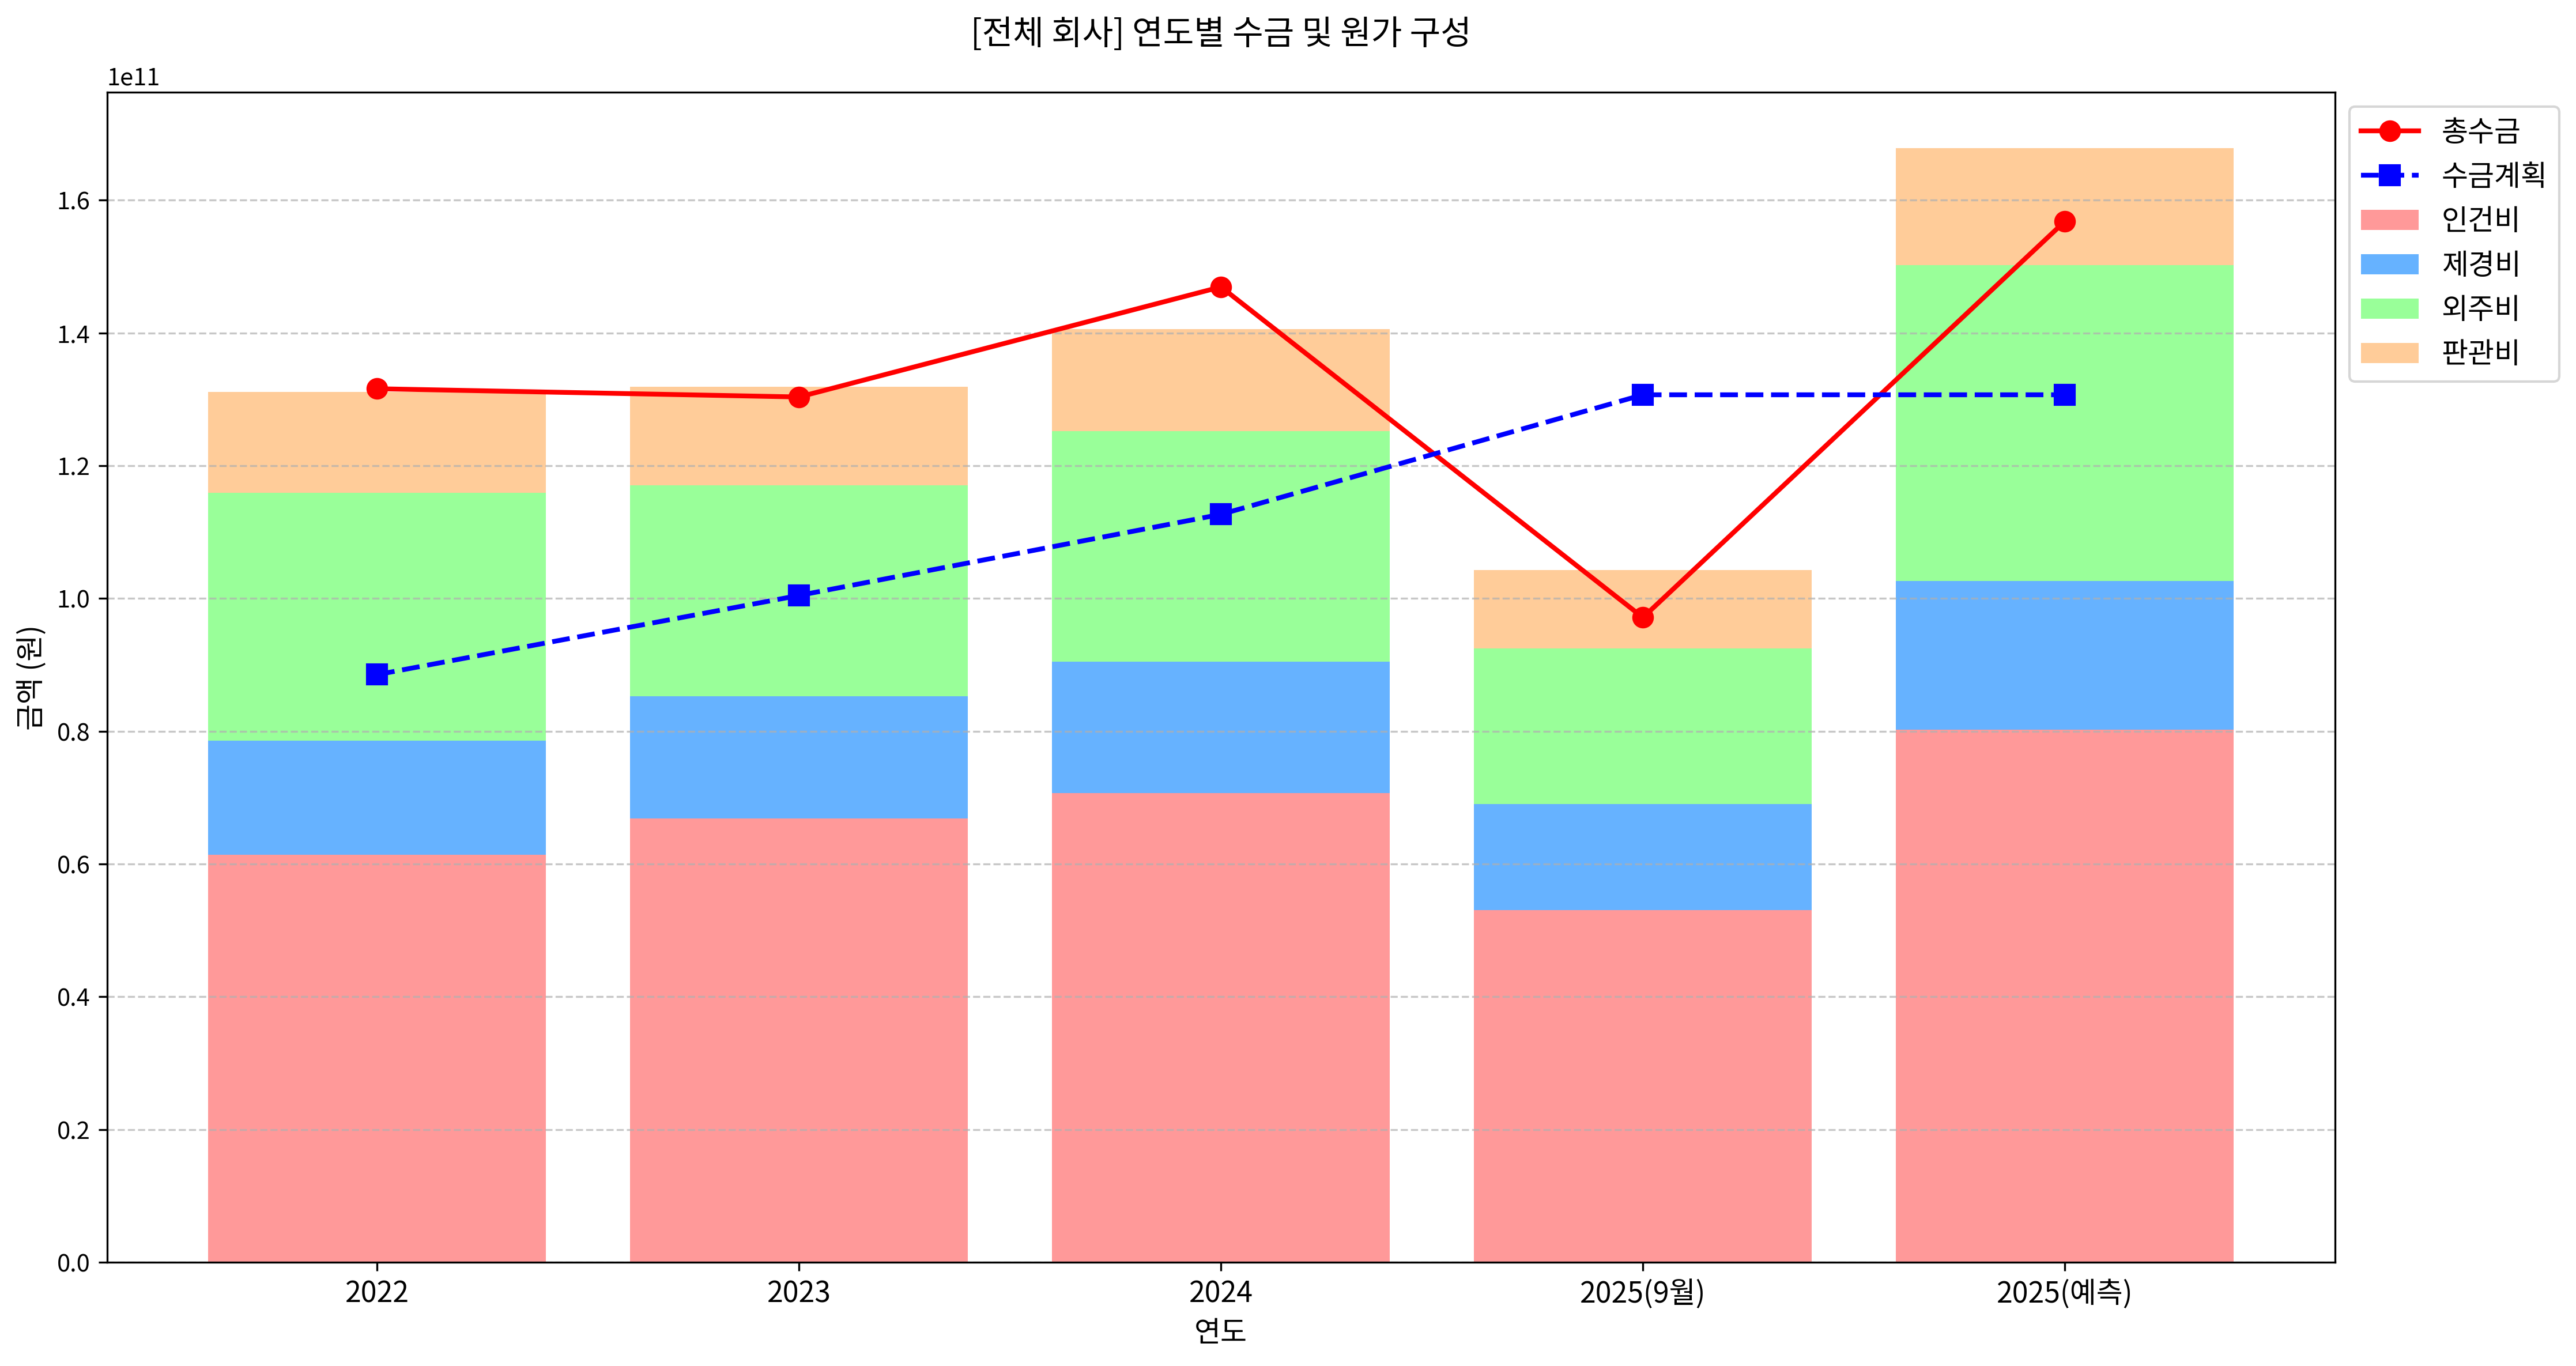 [전체 회사] 연도별 수금 및 원가 구성
1e11
총수금
수금계획
인건비
제경비
외주비
판관비
1.6
1.4
1.2
1.0
0.8
0.6
0.4
0.2
0.0
금액 (원)
2022
2023
2024
2025(9월)
2025(예측)
연도